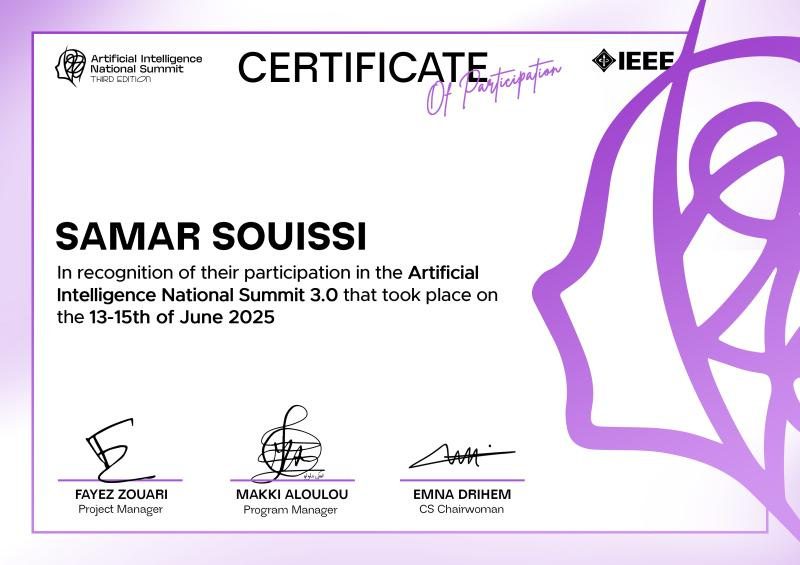 Artificial Intelligence
National Summit
THIRD EDITION
CERTIFICATE
Of Participation
IEEE
SAMAR SOUISSI
In recognition of their participation in the Artificial
Intelligence National Summit 3.0 that took place on
the 13-15th of June 2025
FAYEZ ZOUARI
Project Manager
MAKKI ALOULOU
Program Manager
EMNA DRIHEM
CS Chairwoman